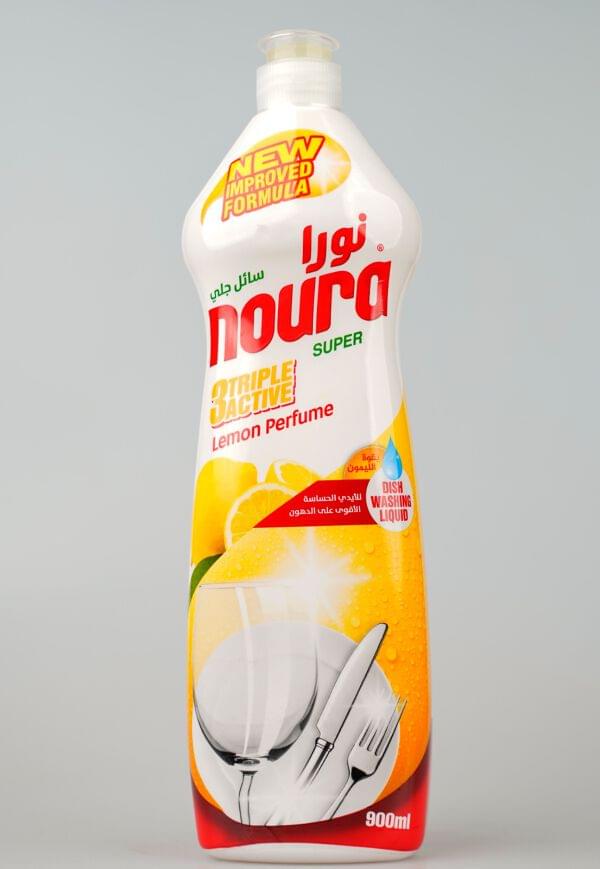 NEW
IMPROVED
FORMULA
نورا
®
سائل جلي
noura
SUPER
3 TRIPLE
ACTIVE
Lemon Perfume
بقوة
الليمون
للأيدي الحساسة
الأقوى على الدهون
DISH
WASHING
LIQUID
900ml